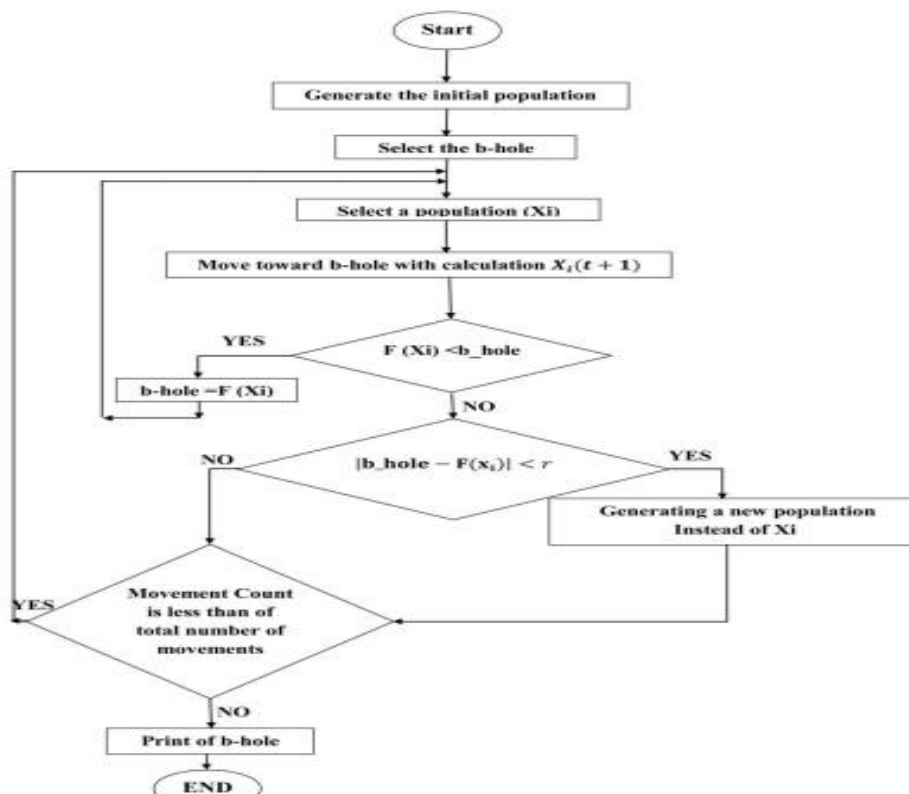 Start
Generate the initial population
Select the b-hole
Select a population (Xi)
Move toward b-hole with calculation X_i(t + 1)
YES
F (Xi) <b_hole
b-hole =F (Xi)
NO
NO
|b_hole − F(x_i)| < r
YES
Generating a new population
Instead of Xi
Movement Count
is less than of
total number of
movements
YES
NO
Print of b-hole
END